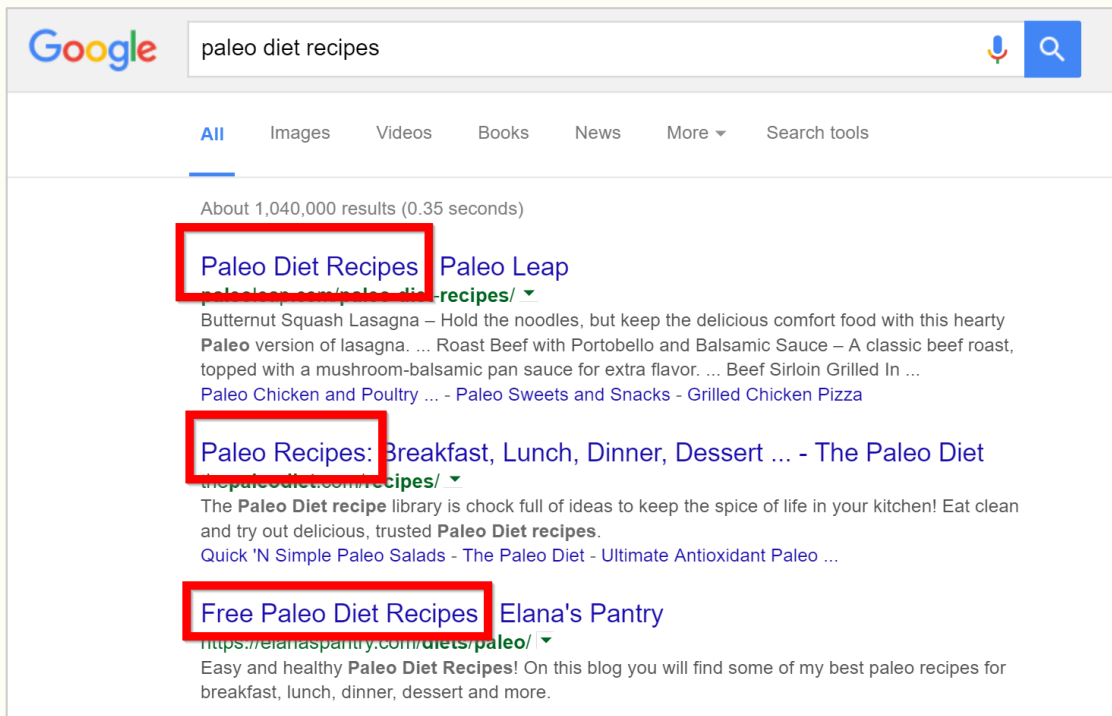 Google
paleo diet recipes
All Images Videos Books News More Search tools
About 1,040,000 results (0.35 seconds)
Paleo Diet Recipes Paleo Leap
paleoleap.com/paleo-diet-recipes/
Butternut Squash Lasagna – Hold the noodles, but keep the delicious comfort food with this hearty
Paleo version of lasagna. ... Roast Beef with Portobello and Balsamic Sauce – A classic beef roast,
topped with a mushroom-balsamic pan sauce for extra flavor. ... Beef Sirloin Grilled In ...
Paleo Chicken and Poultry ... - Paleo Sweets and Snacks - Grilled Chicken Pizza
Paleo Recipes: Breakfast, Lunch, Dinner, Dessert ... - The Paleo Diet
thepaleodiet.com/recipes/
The Paleo Diet recipe library is chock full of ideas to keep the spice of life in your kitchen! Eat clean
and try out delicious, trusted Paleo Diet recipes.
Quick 'N Simple Paleo Salads - The Paleo Diet - Ultimate Antioxidant Paleo ...
Free Paleo Diet Recipes Elana's Pantry
https://elanaspantry.com/diets/paleo/
Easy and healthy Paleo Diet Recipes! On this blog you will find some of my best paleo recipes for
breakfast, lunch, dinner, dessert and more.